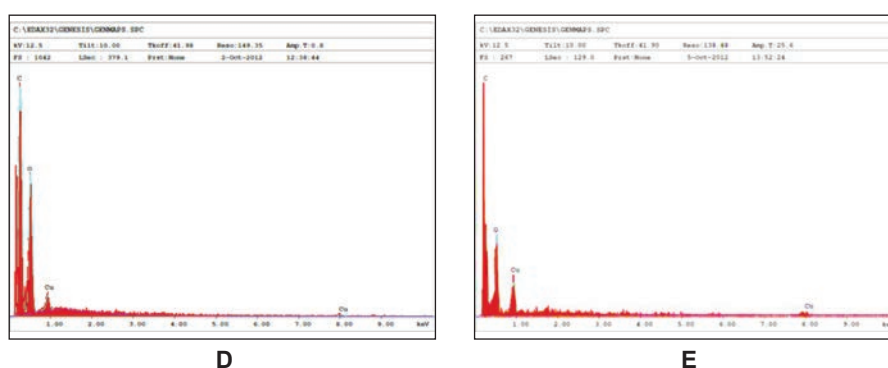 C:\EDAX32\GENESIS\GENMAPS.SPC
kV:12.5 Tilt:10.00 Tkoff:41.98 Reso:149.35 Amp.T:0.8
FS : 1042 LSec : 379.1 Prst:None 2-Oct-2012 12:38:44
C
O
Cu
Cu
1.00 2.00 3.00 4.00 5.00 6.00 7.00 8.00 9.00 keV
D
C:\EDAX32\GENESIS\GENMAPS.SPC
kV:12.5 Tilt:10.00 Tkoff:41.90 Reso:138.48 Amp.T:25.6
FS : 267 LSec : 129.0 Prst:None 5-Oct-2012 13:52:24
C
O
Cu
Cu
1.00 2.00 3.00 4.00 5.00 6.00 7.00 8.00 9.00
E